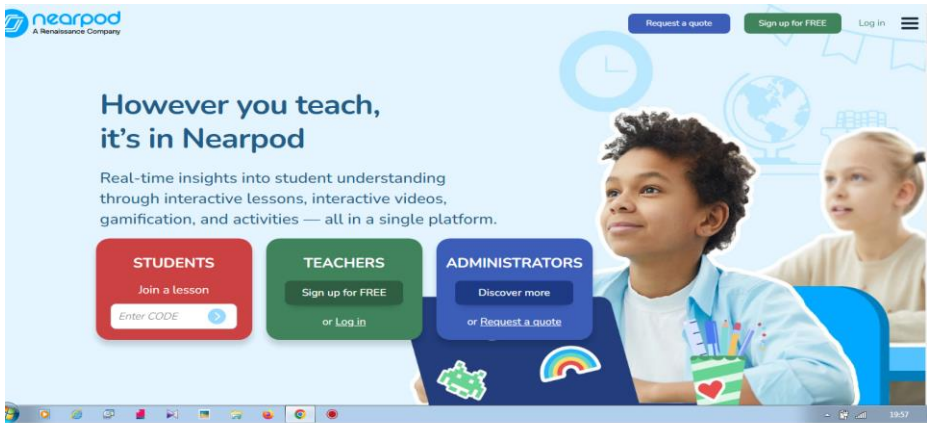 nearpod
A Renaissance Company
Request a quote
Sign up for FREE
Log in
However you teach,
it's in Nearpod
Real-time insights into student understanding
through interactive lessons, interactive videos,
gamification, and activities — all in a single platform.
STUDENTS
Join a lesson
Enter CODE
TEACHERS
Sign up for FREE
or Log in
ADMINISTRATORS
Discover more
or Request a quote
19:57